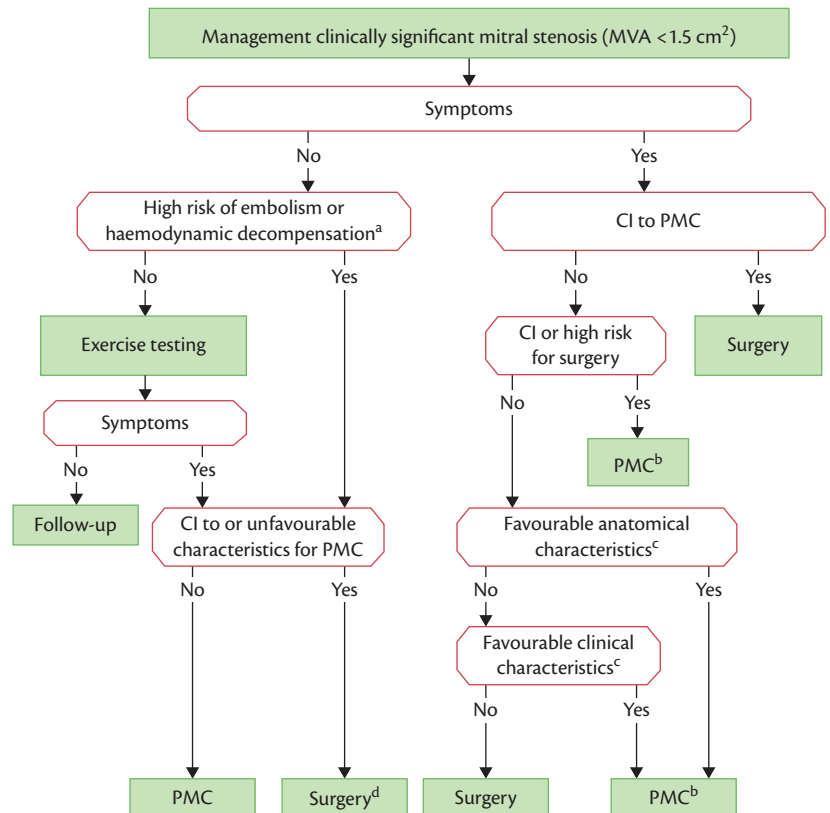 Management clinically significant mitral stenosis (MVA <1.5 cm²)
Symptoms
No
Yes
High risk of embolism or
haemodynamic decompensationᵃ
CI to PMC
No
Yes
No
Yes
Exercise testing
CI or high risk
for surgery
Surgery
Symptoms
No
Yes
No
Yes
PMCᵇ
Follow-up
CI to or unfavourable
characteristics for PMC
Favourable anatomical
characteristicsᶜ
No
Yes
No
Yes
Favourable clinical
characteristicsᶜ
No
Yes
PMC
Surgeryᵈ
Surgery
PMCᵇ